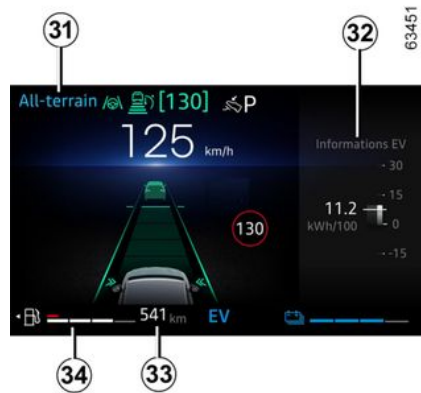 31
32
63451
All-terrain [130] P
125 km/h
Informations EV
- 30
- 15
11.2
kWh/100
- 0
130
- -15
541 km EV
34
33